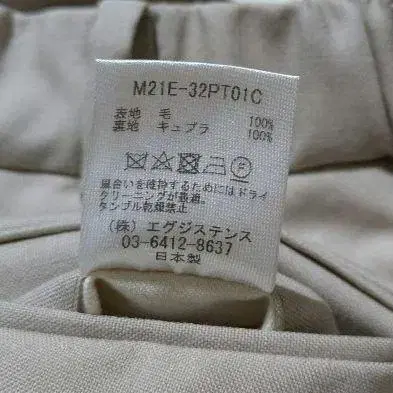 M21E-32PT01C
表地 毛 100%
裏地 キュプラ 100%
風合いを維持するためにはドライ
クリーニングが最適。
タンブル乾燥禁止
(株) エグジステンス
03-6412-8637
日本製